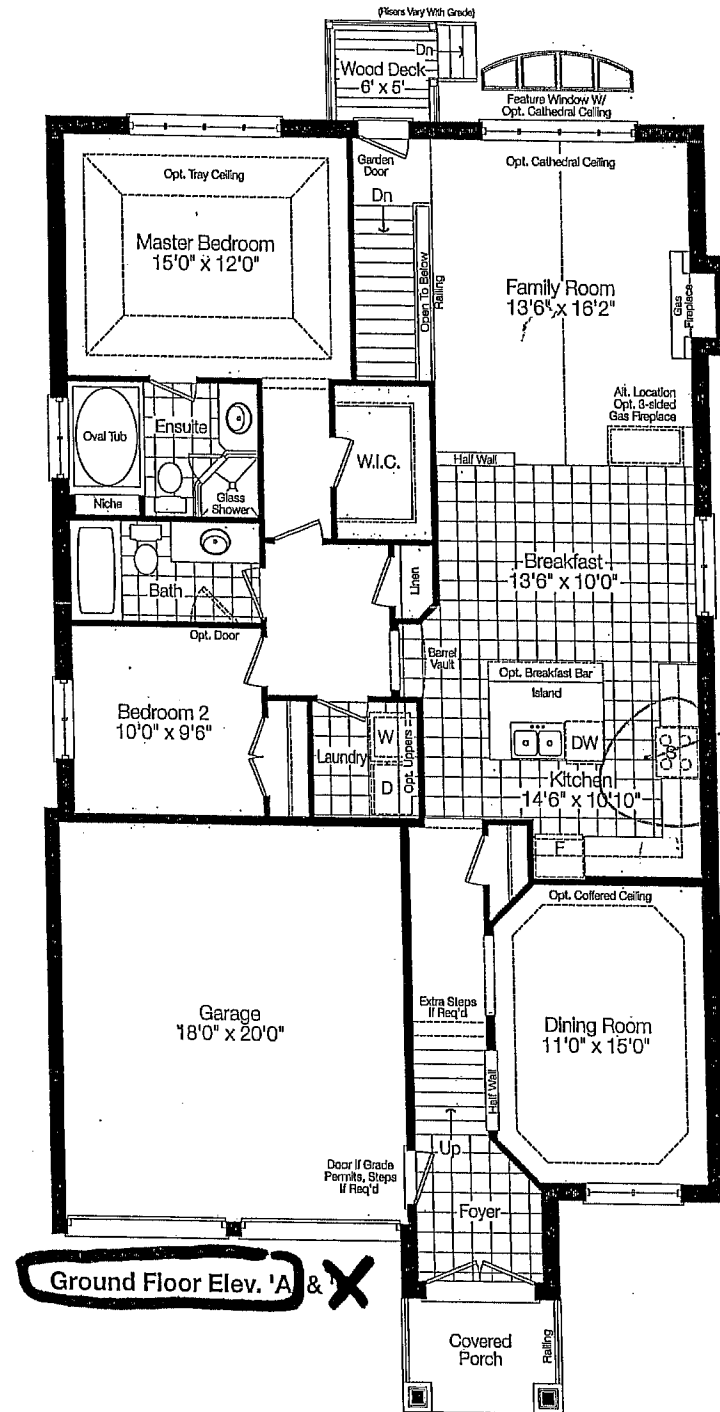 (Risers Vary With Grade)
Dn
Wood Deck
6' x 5'
Feature Window W/
Opt. Cathedral Ceiling
Garden
Door
Opt. Cathedral Ceiling
Opt. Tray Ceiling
Dn
Master Bedroom
15'0" x 12'0"
Open To Below
Railing
Family Room
13'6" x 16'2"
Gas
Fireplace
Alt. Location
Opt. 3-sided
Gas Fireplace
Oval Tub
Ensuite
W.I.C.
Half Wall
Niche
Glass
Shower
Breakfast
13'6" x 10'0"
Linen
Bath
Opt. Door
Barrel
Vault
Opt. Breakfast Bar
Island
Bedroom 2
10'0" x 9'6"
Laundry
W
D
Opt. Uppers
DW
Kitchen
14'6" x 10'10"
F
Opt. Coffered Ceiling
Garage
18'0" x 20'0"
Extra Steps
If Req'd
Dining Room
11'0" x 15'0"
Half Wall
Up
Door If Grade
Permits, Steps
If Req'd
Foyer
Ground Floor Elev. 'A' &
Covered
Porch
Railing